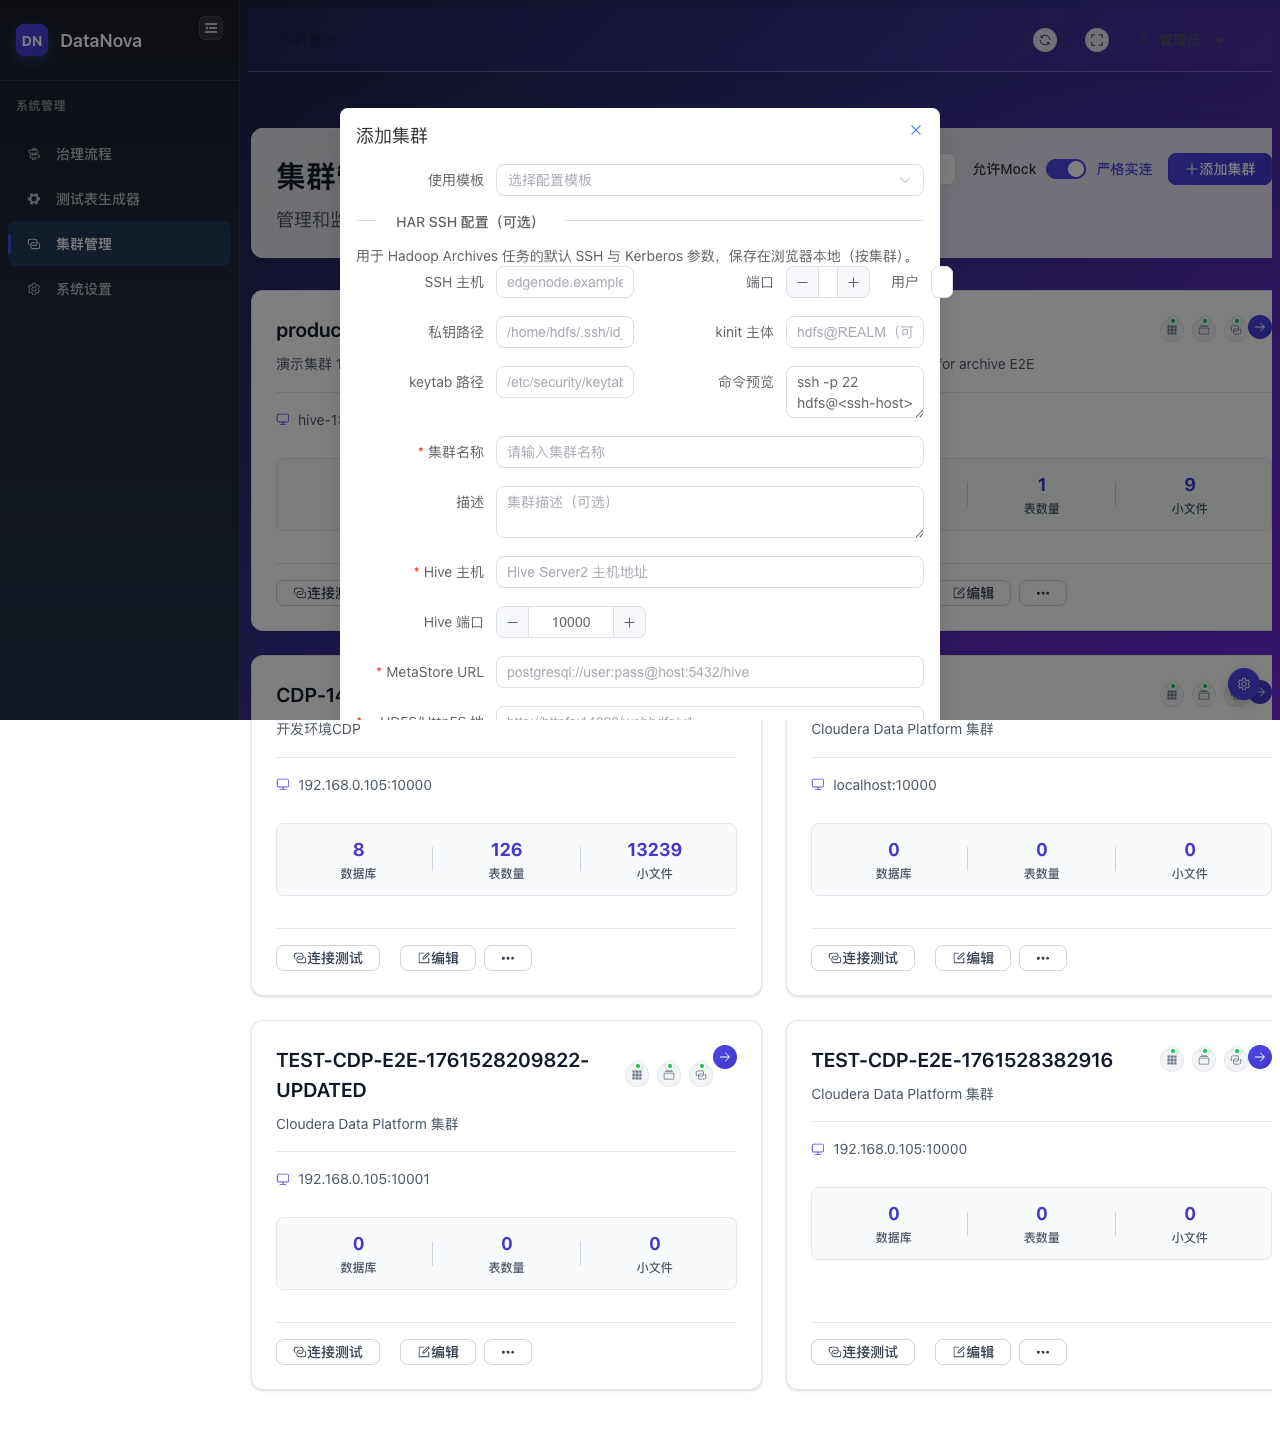 DN DataNova
集群管理
管理员
系统管理
治理流程
测试表生成器
集群管理
系统设置
集群
管理和监
允许Mock 严格实连 添加集群
添加集群
使用模板 选择配置模板
HAR SSH 配置（可选）
用于 Hadoop Archives 任务的默认 SSH 与 Kerberos 参数，保存在浏览器本地（按集群）。
SSH 主机 edgenode.example 端口 用户
私钥路径 /home/hdfs/.ssh/id_ kinit 主体 hdfs@REALM（可
keytab 路径 /etc/security/keytab 命令预览 ssh -p 22
hdfs@<ssh-host>
* 集群名称 请输入集群名称
描述 集群描述（可选）
* Hive 主机 Hive Server2 主机地址
Hive 端口 10000
* MetaStore URL postgresql://user:pass@host:5432/hive
* HDFS/HttpFS 地 http://httpfs:14000/webhdfs/v1
produc
演示集群 1
hive-1
连接测
for archive E2E
1 9
表数量 小文件
编辑 •••
CDP-14
开发环境CDP
192.168.0.105:10000
8 126 13239
数据库 表数量 小文件
连接测试 编辑 •••
Cloudera Data Platform 集群
localhost:10000
0 0 0
数据库 表数量 小文件
连接测试 编辑 •••
TEST-CDP-E2E-1761528209822-
UPDATED
Cloudera Data Platform 集群
192.168.0.105:10001
0 0 0
数据库 表数量 小文件
连接测试 编辑 •••
TEST-CDP-E2E-1761528382916
Cloudera Data Platform 集群
192.168.0.105:10000
0 0 0
数据库 表数量 小文件
连接测试 编辑 •••